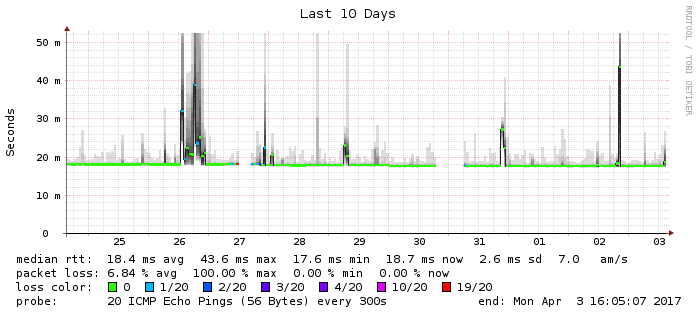 Last 10 Days
RRDTOOL / TOBI OETIKER
Seconds
50 m
40 m
30 m
20 m
10 m
0
25 26 27 28 29 30 31 01 02 03
median rtt: 18.4 ms avg 43.6 ms max 17.6 ms min 18.7 ms now 2.6 ms sd 7.0 am/s
packet loss: 6.84 % avg 100.00 % max 0.00 % min 0.00 % now
loss color: 0 1/20 2/20 3/20 4/20 10/20 19/20
probe: 20 ICMP Echo Pings (56 Bytes) every 300s end: Mon Apr 3 16:05:07 2017